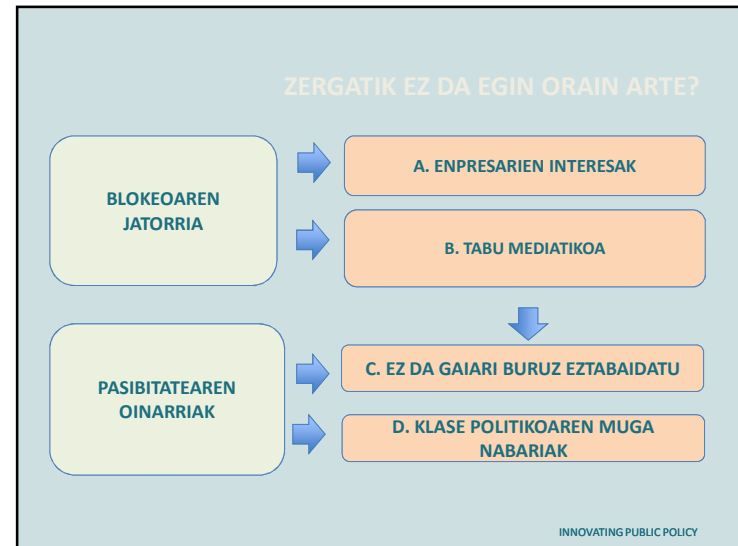 ZERGATIK EZ DA EGIN ORAIN ARTE?
BLOKEOAREN
JATORRIA
A. ENPRESARIEN INTERESAK
B. TABU MEDIATIKOA
PASIBITATEAREN
OINARRIAK
C. EZ DA GAIARI BURUZ EZTABAIDATU
D. KLASE POLITIKOAREN MUGA
NABARIAK
INNOVATING PUBLIC POLICY